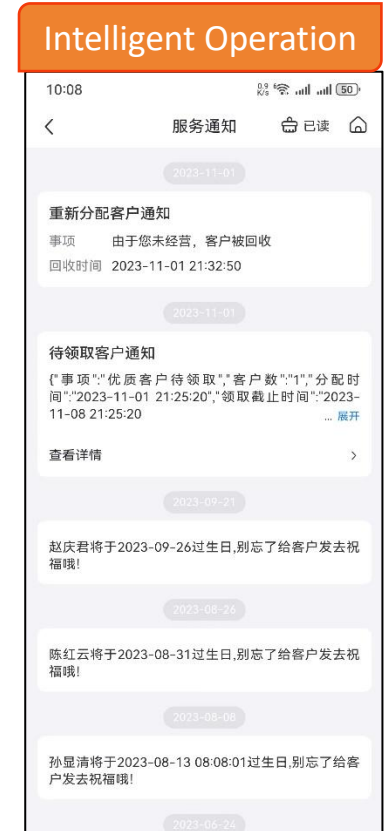 Intelligent Operation
10:08
0.9 K/s
50
服务通知
已读
2023-11-01
重新分配客户通知
事项 由于您未经营，客户被回收
回收时间 2023-11-01 21:32:50
2023-11-01
待领取客户通知
{"事项":"优质客户待领取","客户数":"1","分配时
间":"2023-11-01 21:25:20","领取截止时间":"2023-
11-08 21:25:20
... 展开
查看详情
2023-09-21
赵庆君将于2023-09-26过生日,别忘了给客户发去祝
福哦!
2023-08-26
陈红云将于2023-08-31过生日,别忘了给客户发去祝
福哦!
2023-08-08
孙显清将于2023-08-13 08:08:01过生日,别忘了给客
户发去祝福哦!
2023-06-24